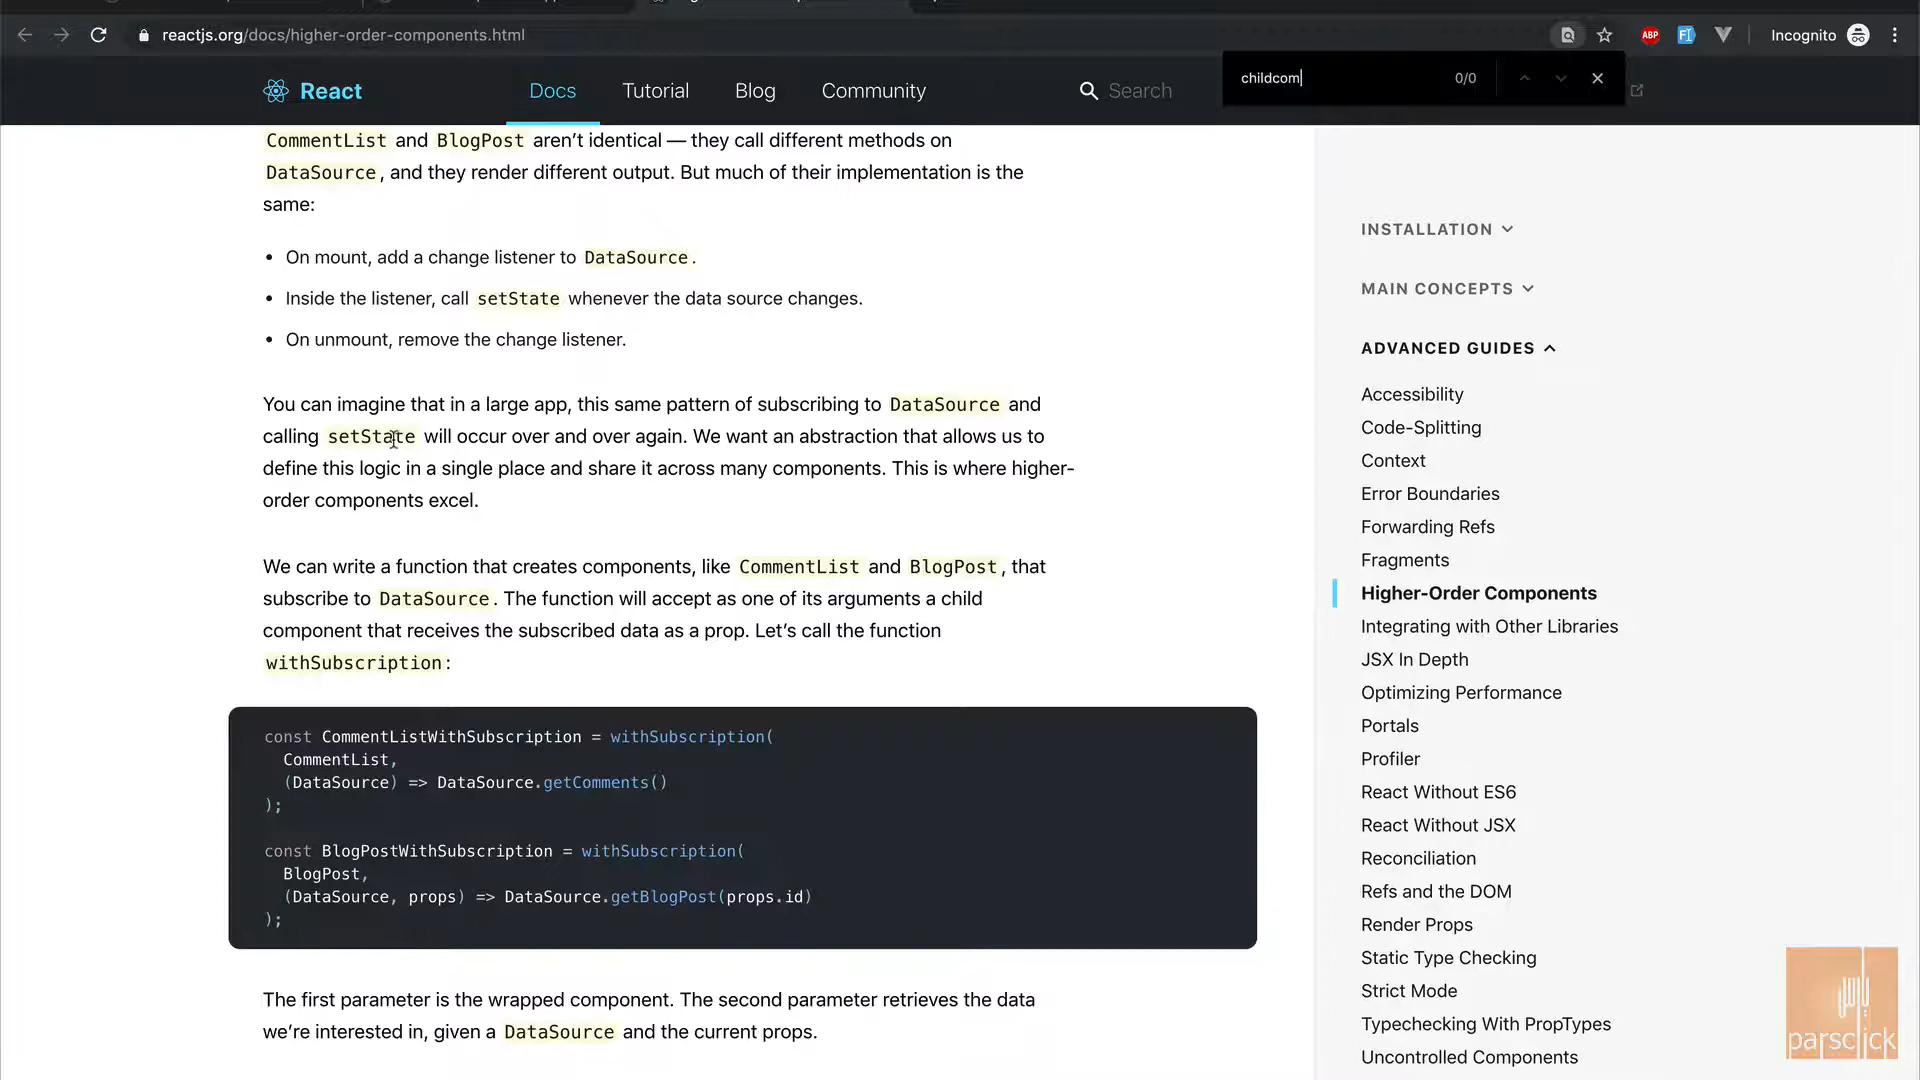 reactjs.org/docs/higher-order-components.html
ABP
Incognito
childcom
0/0
React
Docs
Tutorial
Blog
Community
Search
CommentList and BlogPost aren’t identical — they call different methods on
DataSource, and they render different output. But much of their implementation is the
same:
• On mount, add a change listener to DataSource.
• Inside the listener, call setState whenever the data source changes.
• On unmount, remove the change listener.
You can imagine that in a large app, this same pattern of subscribing to DataSource and
calling setState will occur over and over again. We want an abstraction that allows us to
define this logic in a single place and share it across many components. This is where higher-
order components excel.
We can write a function that creates components, like CommentList and BlogPost, that
subscribe to DataSource. The function will accept as one of its arguments a child
component that receives the subscribed data as a prop. Let’s call the function
withSubscription:
const CommentListWithSubscription = withSubscription(
CommentList,
(DataSource) => DataSource.getComments()
);
const BlogPostWithSubscription = withSubscription(
BlogPost,
(DataSource, props) => DataSource.getBlogPost(props.id)
);
The first parameter is the wrapped component. The second parameter retrieves the data
we’re interested in, given a DataSource and the current props.
INSTALLATION
MAIN CONCEPTS
ADVANCED GUIDES
Accessibility
Code-Splitting
Context
Error Boundaries
Forwarding Refs
Fragments
Higher-Order Components
Integrating with Other Libraries
JSX In Depth
Optimizing Performance
Portals
Profiler
React Without ES6
React Without JSX
Reconciliation
Refs and the DOM
Render Props
Static Type Checking
Strict Mode
Typechecking With PropTypes
Uncontrolled Components
parsclick